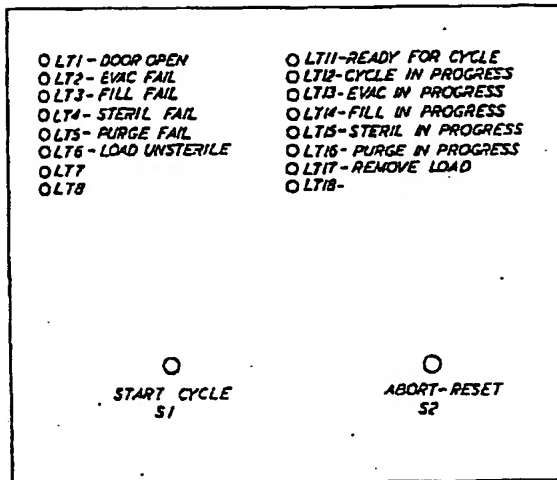 LT1-DOOR OPEN
LT2-EVAC FAIL
LT3-FILL FAIL
LT4-STERIL FAIL
LT5-PURGE FAIL
LT6-LOAD UNSTERILE
LT7
LT8
LT11-READY FOR CYCLE
LT12-CYCLE IN PROGRESS
LT13-EVAC IN PROGRESS
LT14-FILL IN PROGRESS
LT15-STERIL IN PROGRESS
LT16-PURGE IN PROGRESS
LT17-REMOVE LOAD
LT18-
START CYCLE
S1
ABORT-RESET
S2